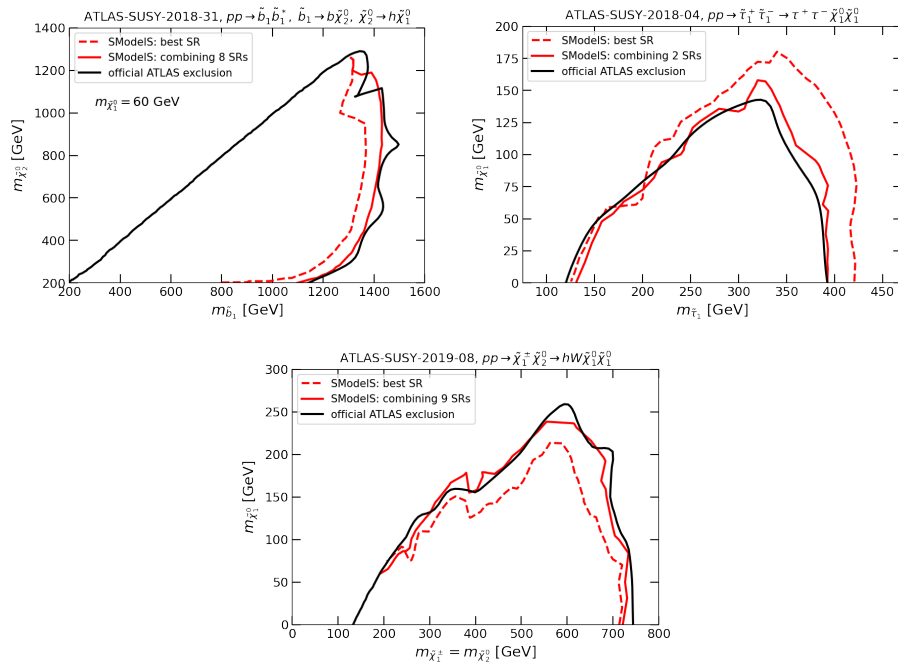 ATLAS-SUSY-2018-31, pp → b̃₁b̃₁*, b̃₁ → bχ̃₂⁰, χ̃₂⁰ → hχ̃₁⁰
SModelS: best SR
SModelS: combining 8 SRs
official ATLAS exclusion
m_χ̃₁⁰ = 60 GeV
1400
1200
1000
800
600
400
200
m_χ̃₂⁰ [GeV]
200 400 600 800 1000 1200 1400 1600
m_b̃₁ [GeV]
ATLAS-SUSY-2018-04, pp → τ̃₁⁺ τ̃₁⁻ → τ⁺ τ⁻ χ̃₁⁰χ̃₁⁰
SModelS: best SR
SModelS: combining 2 SRs
official ATLAS exclusion
200
175
150
125
100
75
50
25
0
m_χ̃₁⁰ [GeV]
100 150 200 250 300 350 400 450
m_τ̃₁ [GeV]
ATLAS-SUSY-2019-08, pp → χ̃₁^± χ̃₂⁰ → hWχ̃₁⁰χ̃₁⁰
SModelS: best SR
SModelS: combining 9 SRs
official ATLAS exclusion
300
250
200
150
100
50
0
m_χ̃₁⁰ [GeV]
0 100 200 300 400 500 600 700 800
m_χ̃₁^± = m_χ̃₂⁰ [GeV]